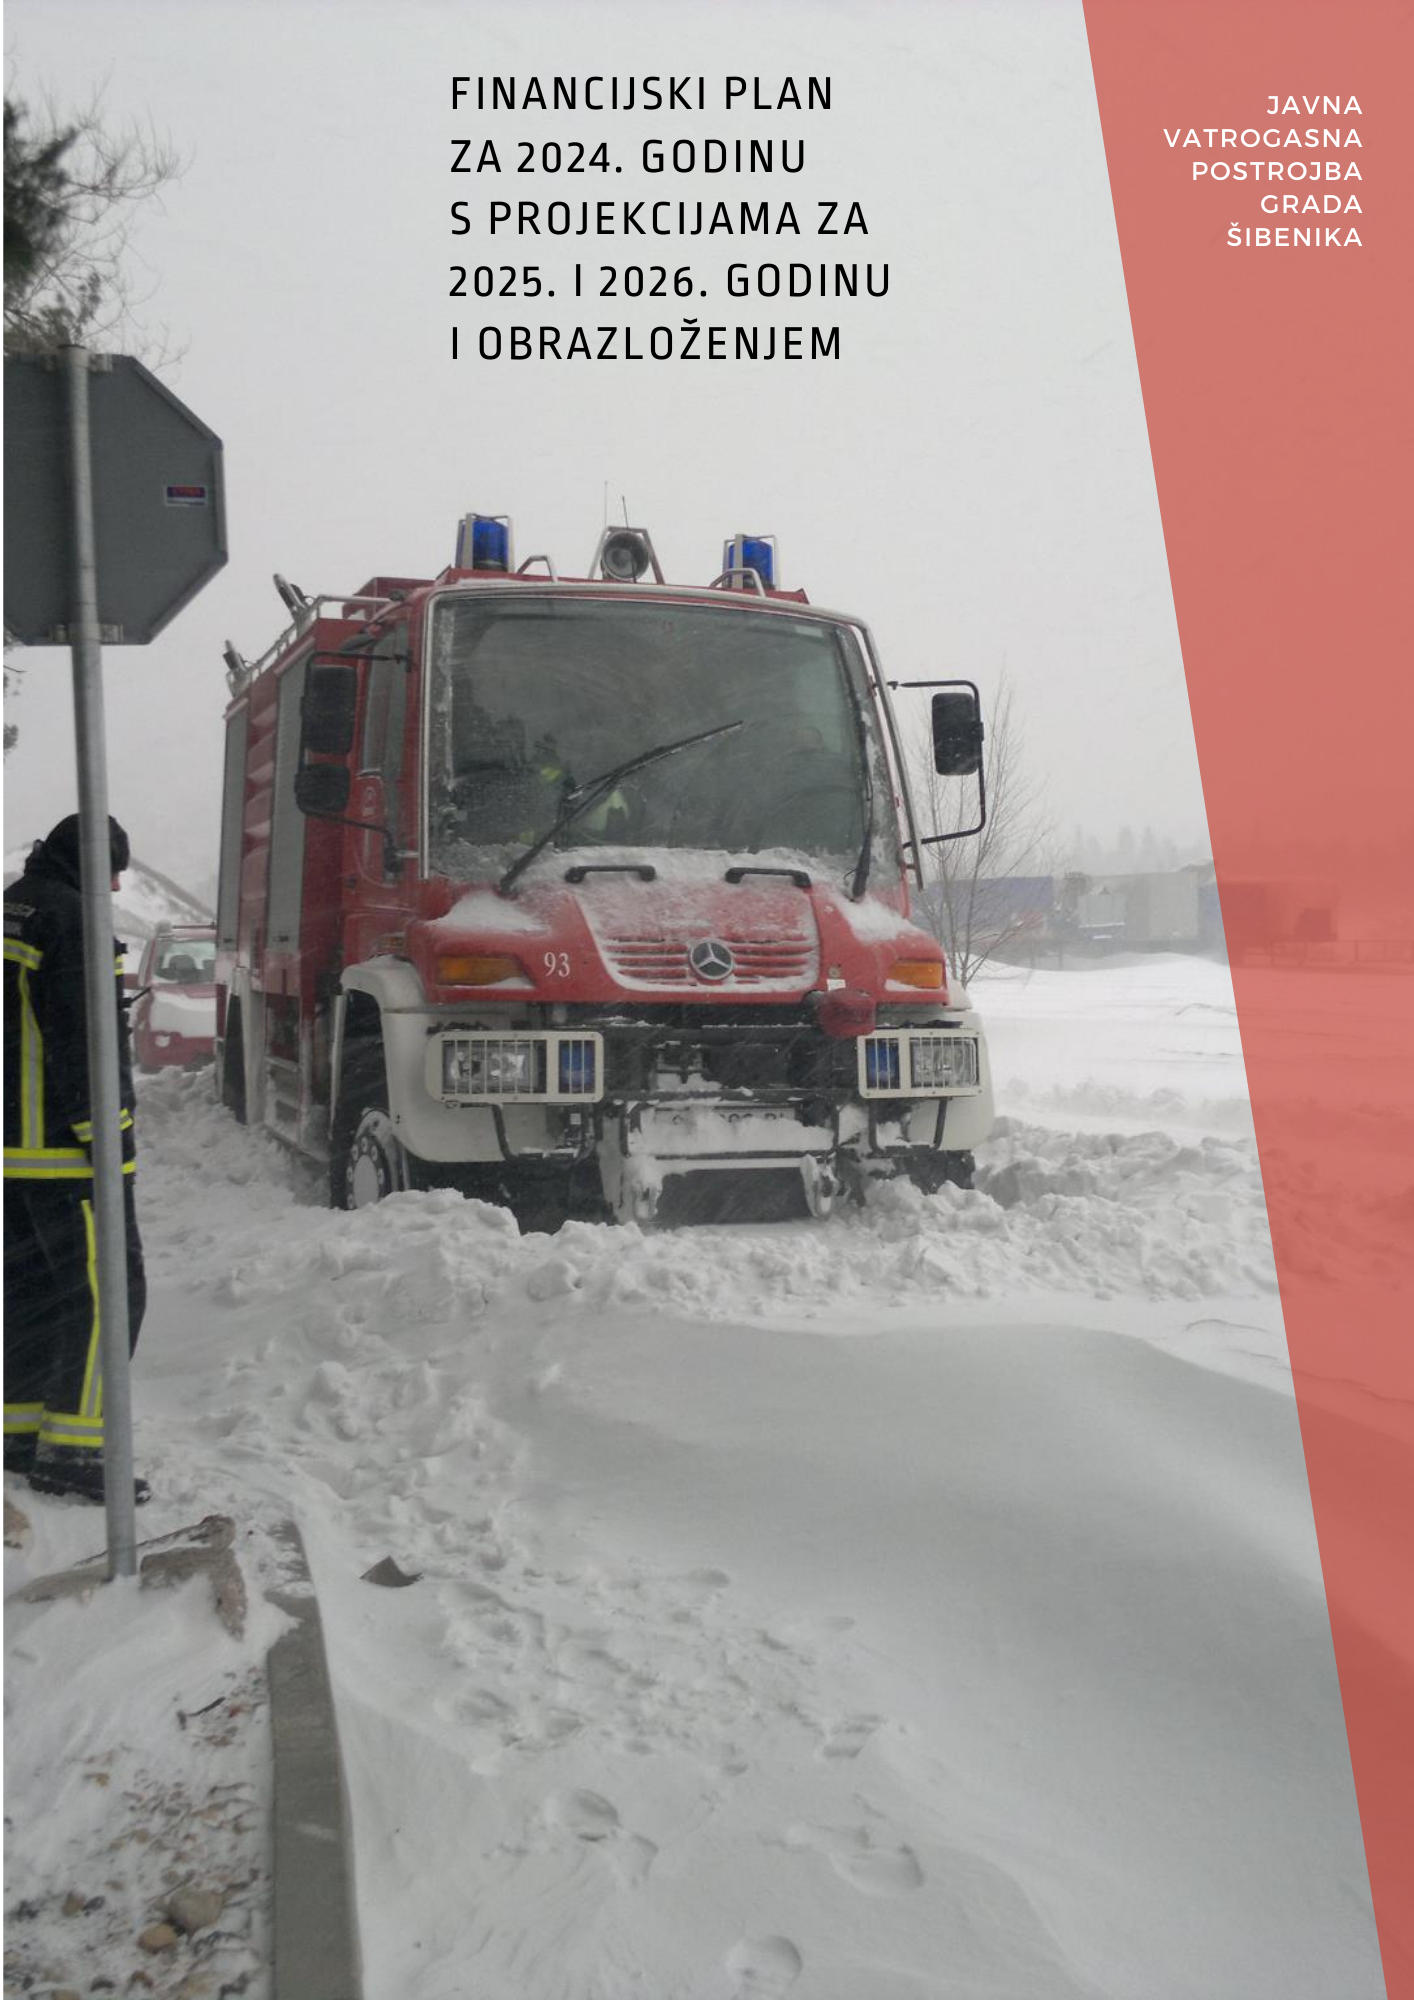 FINANCIJSKI PLAN
ZA 2024. GODINU
S PROJEKCIJAMA ZA
2025. I 2026. GODINU
I OBRAZLOŽENJEM
JAVNA
VATROGASNA
POSTROJBA
GRADA
ŠIBENIKA
93